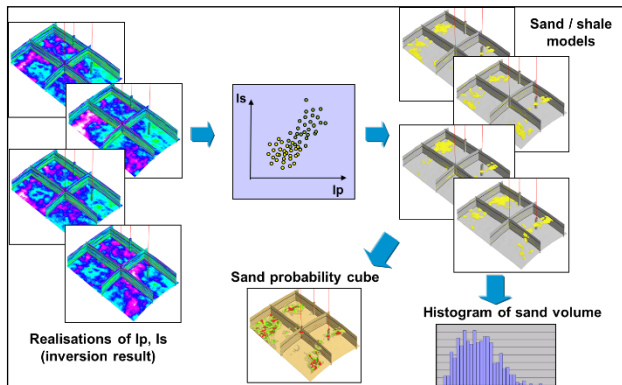 Sand / shale
models
Is
Ip
Sand probability cube
Histogram of sand volume
Realisations of Ip, Is
(inversion result)